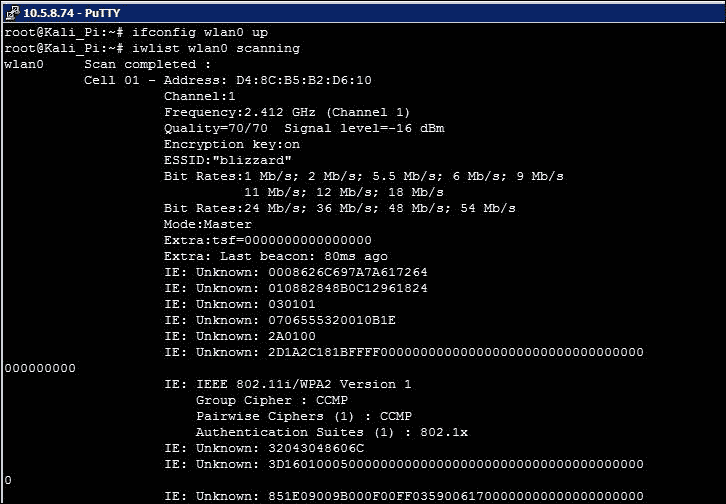 10.5.8.74 - PuTTY
root@Kali_Pi:~# ifconfig wlan0 up
root@Kali_Pi:~# iwlist wlan0 scanning
wlan0     Scan completed :
          Cell 01 - Address: D4:8C:B5:B2:D6:10
                    Channel:1
                    Frequency:2.412 GHz (Channel 1)
                    Quality=70/70  Signal level=-16 dBm
                    Encryption key:on
                    ESSID:"blizzard"
                    Bit Rates:1 Mb/s; 2 Mb/s; 5.5 Mb/s; 6 Mb/s; 9 Mb/s
                              11 Mb/s; 12 Mb/s; 18 Mb/s
                    Bit Rates:24 Mb/s; 36 Mb/s; 48 Mb/s; 54 Mb/s
                    Mode:Master
                    Extra:tsf=0000000000000000
                    Extra: Last beacon: 80ms ago
                    IE: Unknown: 0008626C697A7A617264
                    IE: Unknown: 010882848B0C12961824
                    IE: Unknown: 030101
                    IE: Unknown: 0706555320010B1E
                    IE: Unknown: 2A0100
                    IE: Unknown: 2D1A2C181BFFFF000000000000000000000000000000000
000000000
                    IE: IEEE 802.11i/WPA2 Version 1
                        Group Cipher : CCMP
                        Pairwise Ciphers (1) : CCMP
                        Authentication Suites (1) : 802.1x
                    IE: Unknown: 32043048606C
                    IE: Unknown: 3D160100050000000000000000000000000000000000000
0
                    IE: Unknown: 851E09009B000F00FF035900617000000000000000000000